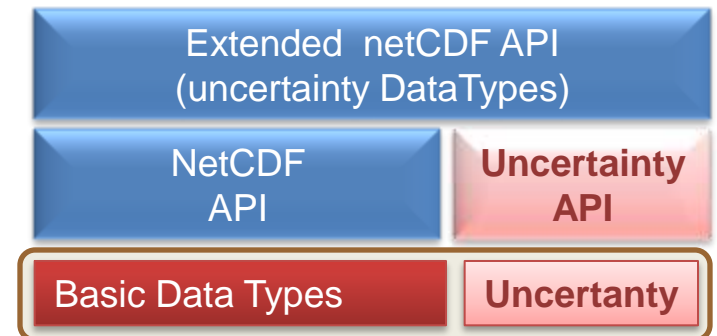 Extended netCDF API
(uncertainty DataTypes)
NetCDF
API
Uncertainty
API
Basic Data Types
Uncertanty